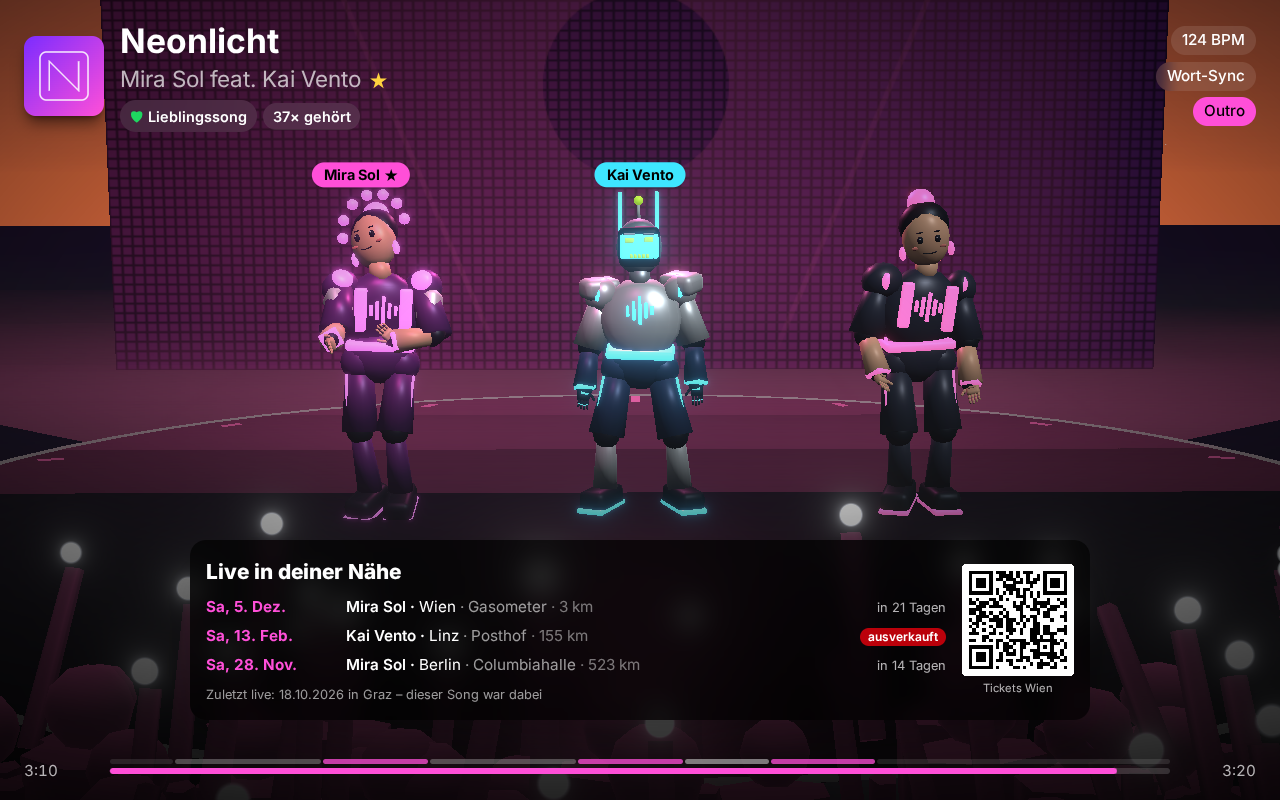 N
Neonlicht
Mira Sol feat. Kai Vento ★
Lieblingssong
37× gehört
124 BPM
Wort-Sync
Outro
Mira Sol ★
Kai Vento
Live in deiner Nähe
Sa, 5. Dez. Mira Sol · Wien · Gasometer · 3 km in 21 Tagen
Sa, 13. Feb. Kai Vento · Linz · Posthof · 155 km ausverkauft
Sa, 28. Nov. Mira Sol · Berlin · Columbiahalle · 523 km in 14 Tagen
Zuletzt live: 18.10.2026 in Graz – dieser Song war dabei
Tickets Wien
3:10
3:20